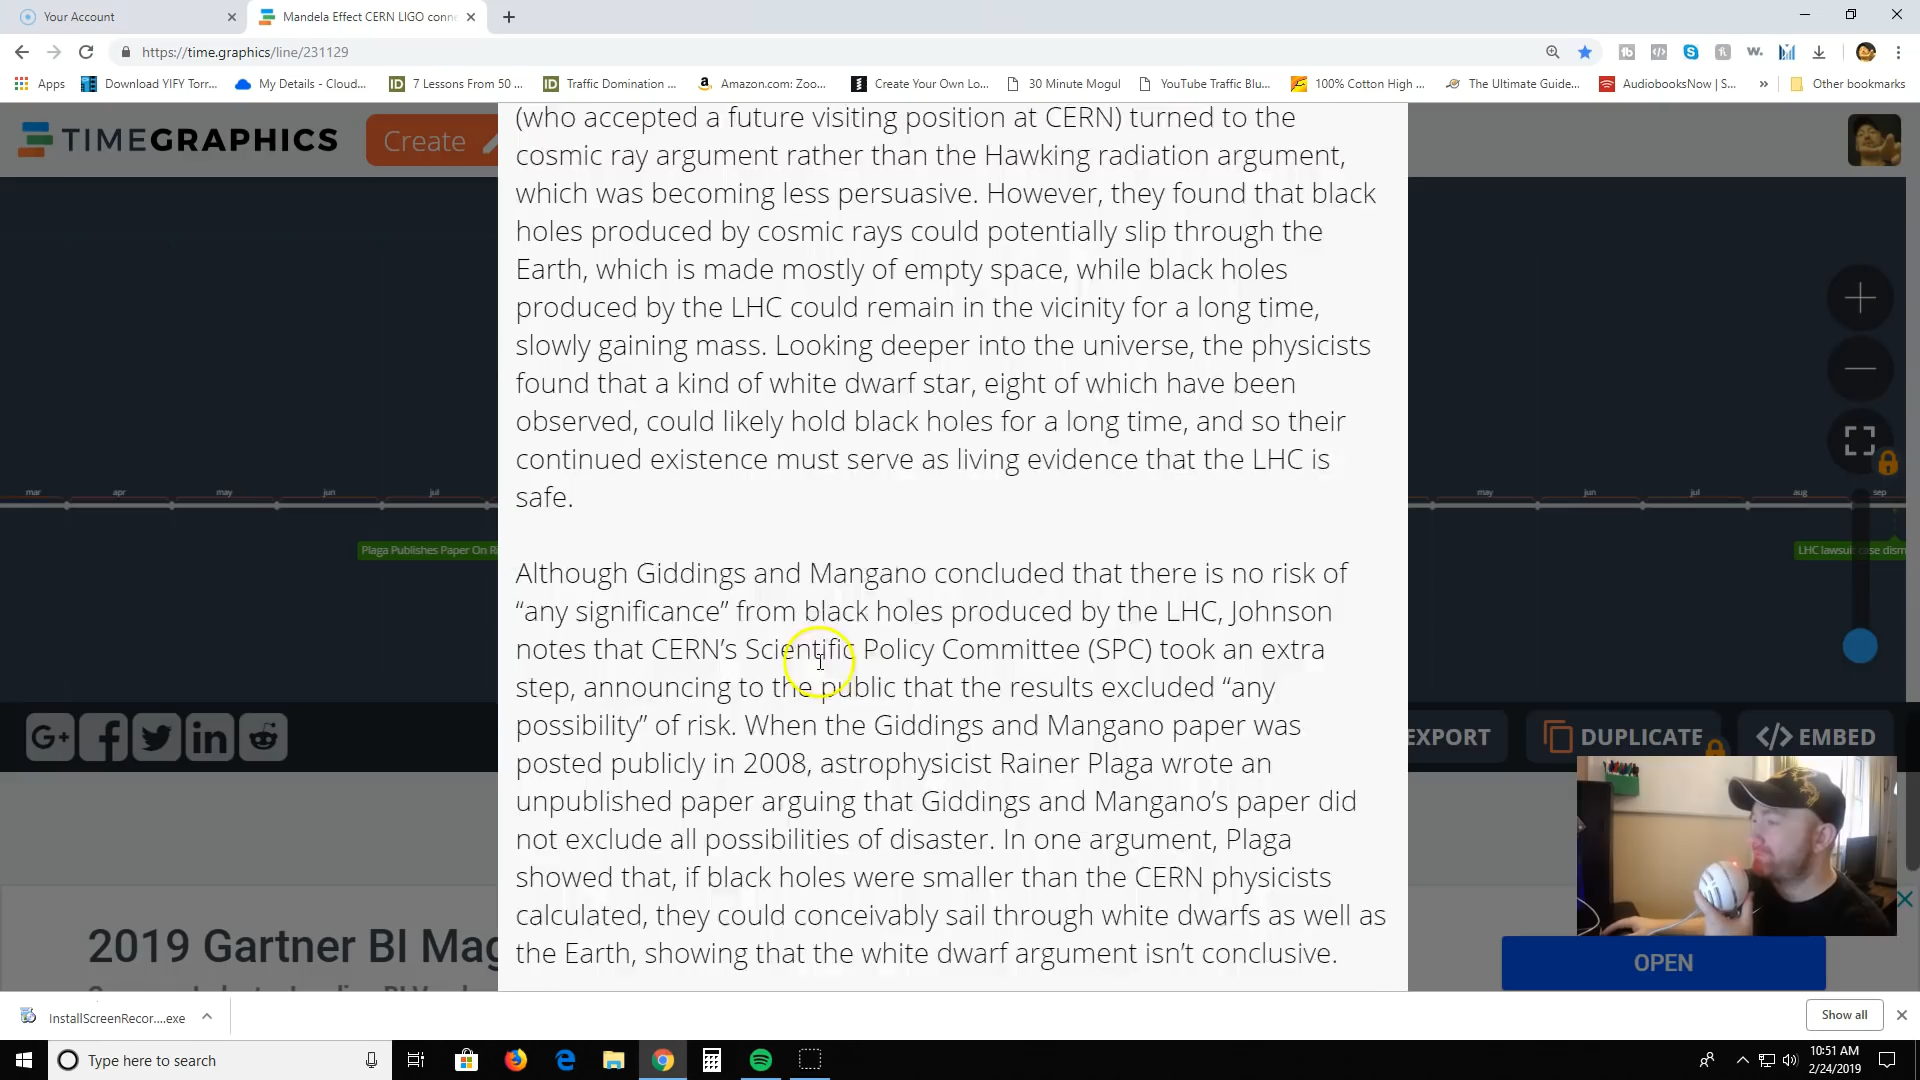 Your Account
Mandela Effect CERN LIGO conne
https://time.graphics/line/231129
Apps
Download YIFY Torr...
My Details - Cloud...
7 Lessons From 50 ...
Traffic Domination ...
Amazon.com: Zoo...
Create Your Own Lo...
30 Minute Mogul
YouTube Traffic Blu...
100% Cotton High ...
The Ultimate Guide...
AudiobooksNow | S...
Other bookmarks
TIMEGRAPHICS
Create
(who accepted a future visiting position at CERN) turned to the
cosmic ray argument rather than the Hawking radiation argument,
which was becoming less persuasive. However, they found that black
holes produced by cosmic rays could potentially slip through the
Earth, which is made mostly of empty space, while black holes
produced by the LHC could remain in the vicinity for a long time,
slowly gaining mass. Looking deeper into the universe, the physicists
found that a kind of white dwarf star, eight of which have been
observed, could likely hold black holes for a long time, and so their
continued existence must serve as living evidence that the LHC is
safe.
mar apr may jun jul
may jun jul aug sep
Plaga Publishes Paper On R
LHC lawsuit case dism
Although Giddings and Mangano concluded that there is no risk of
“any significance” from black holes produced by the LHC, Johnson
notes that CERN’s Scientific Policy Committee (SPC) took an extra
step, announcing to the public that the results excluded “any
possibility” of risk. When the Giddings and Mangano paper was
posted publicly in 2008, astrophysicist Rainer Plaga wrote an
unpublished paper arguing that Giddings and Mangano’s paper did
not exclude all possibilities of disaster. In one argument, Plaga
showed that, if black holes were smaller than the CERN physicists
calculated, they could conceivably sail through white dwarfs as well as
the Earth, showing that the white dwarf argument isn’t conclusive.
EXPORT
DUPLICATE
EMBED
2019 Gartner BI Mag
OPEN
InstallScreenRecor....exe
Show all
Type here to search
10:51 AM
2/24/2019